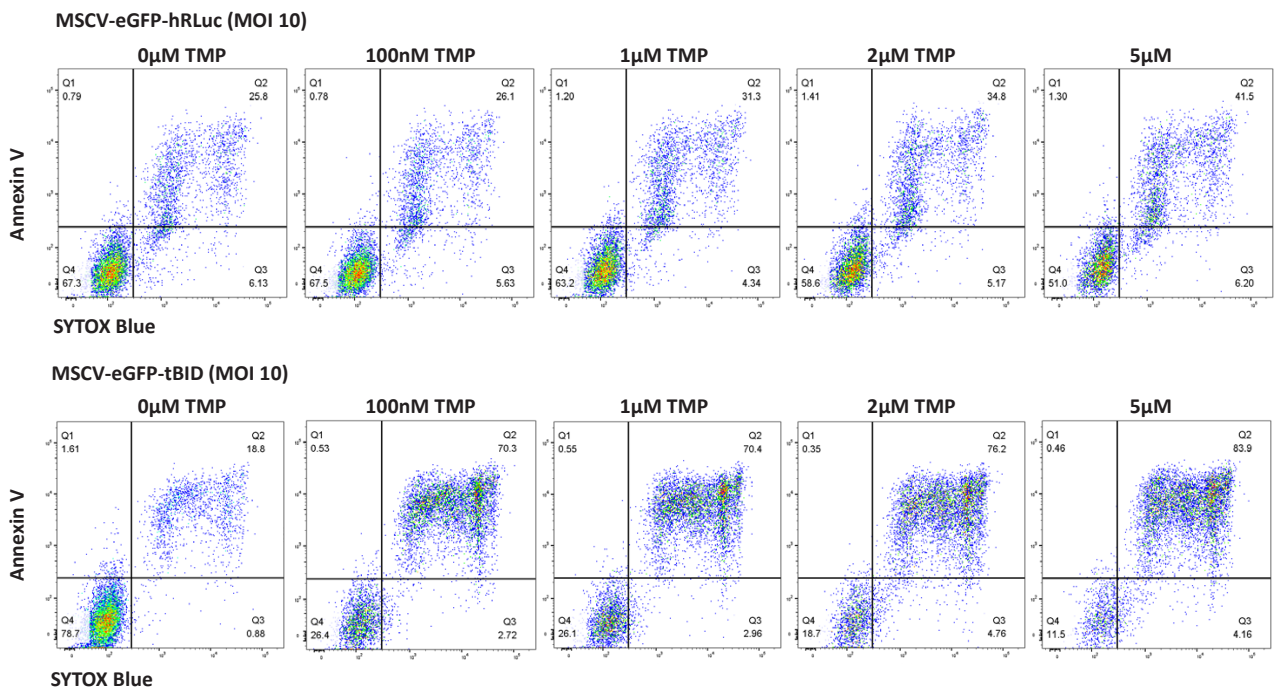 MSCV-eGFP-hRLuc (MOI 10)
0µM TMP 100nM TMP 1µM TMP 2µM TMP 5µM
Q1 Q2 Q1 Q2 Q1 Q2 Q1 Q2 Q1 Q2
0.79 25.8 0.78 26.1 1.20 31.3 1.41 34.8 1.30 41.5
Annexin V
Q4 Q3 Q4 Q3 Q4 Q3 Q4 Q3 Q4 Q3
67.3 6.13 67.5 5.63 63.2 4.34 58.6 5.17 51.0 6.20
SYTOX Blue
MSCV-eGFP-tBID (MOI 10)
0µM TMP 100nM TMP 1µM TMP 2µM TMP 5µM
Q1 Q2 Q1 Q2 Q1 Q2 Q1 Q2 Q1 Q2
1.61 18.8 0.53 70.3 0.55 70.4 0.35 76.2 0.46 83.9
Annexin V
Q4 Q3 Q4 Q3 Q4 Q3 Q4 Q3 Q4 Q3
78.7 0.88 26.4 2.72 26.1 2.96 18.7 4.76 11.5 4.16
SYTOX Blue